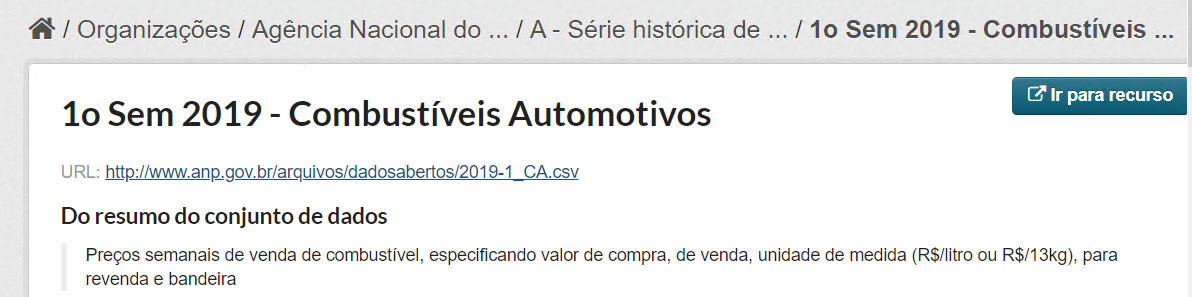 / Organizações / Agência Nacional do ... / A - Série histórica de ... / 1o Sem 2019 - Combustíveis ...
Ir para recurso
1o Sem 2019 - Combustíveis Automotivos
URL: http://www.anp.gov.br/arquivos/dadosabertos/2019-1_CA.csv
Do resumo do conjunto de dados
Preços semanais de venda de combustível, especificando valor de compra, de venda, unidade de medida (R$/litro ou R$/13kg), para
revenda e bandeira